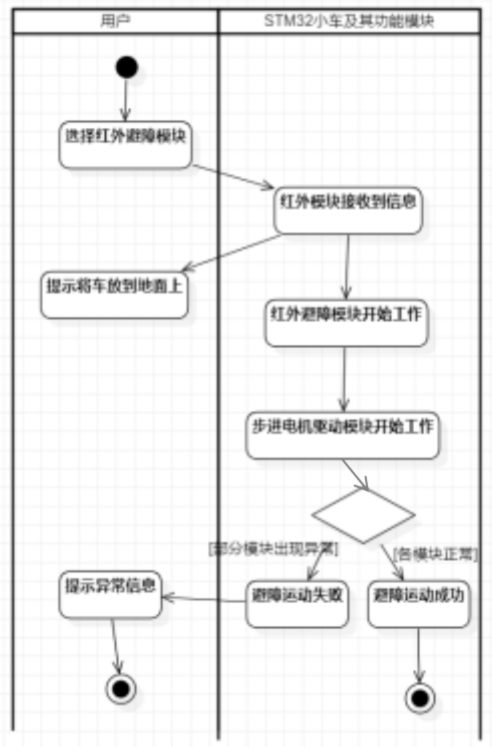 用户
STM32小车及其功能模块
选择红外避障模块
红外模块接收到信息
提示将车放到地面上
红外避障模块开始工作
步进电机驱动模块开始工作
[部分模块出现异常]
[各模块正常]
提示异常信息
避障运动失败
避障运动成功